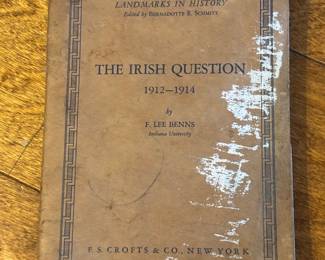 LANDMARKS IN HISTORY
Edited by BERNADOTTE E. SCHMITT
THE IRISH QUESTION
1912—1914
by
F. LEE BENNS
Indiana University
F. S. CROFTS & CO., NEW YORK